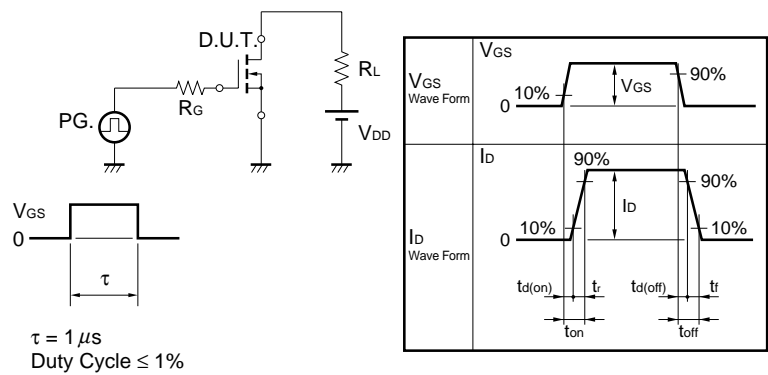 D.U.T.
RG
PG.
RL
VDD
VGS
0
τ
τ = 1 μs
Duty Cycle ≤ 1%
VGS
Wave Form
VGS
10%
0
VGS
90%
ID
Wave Form
ID
90%
90%
10%
0
ID
10%
td(on)
tr
td(off)
tf
ton
toff